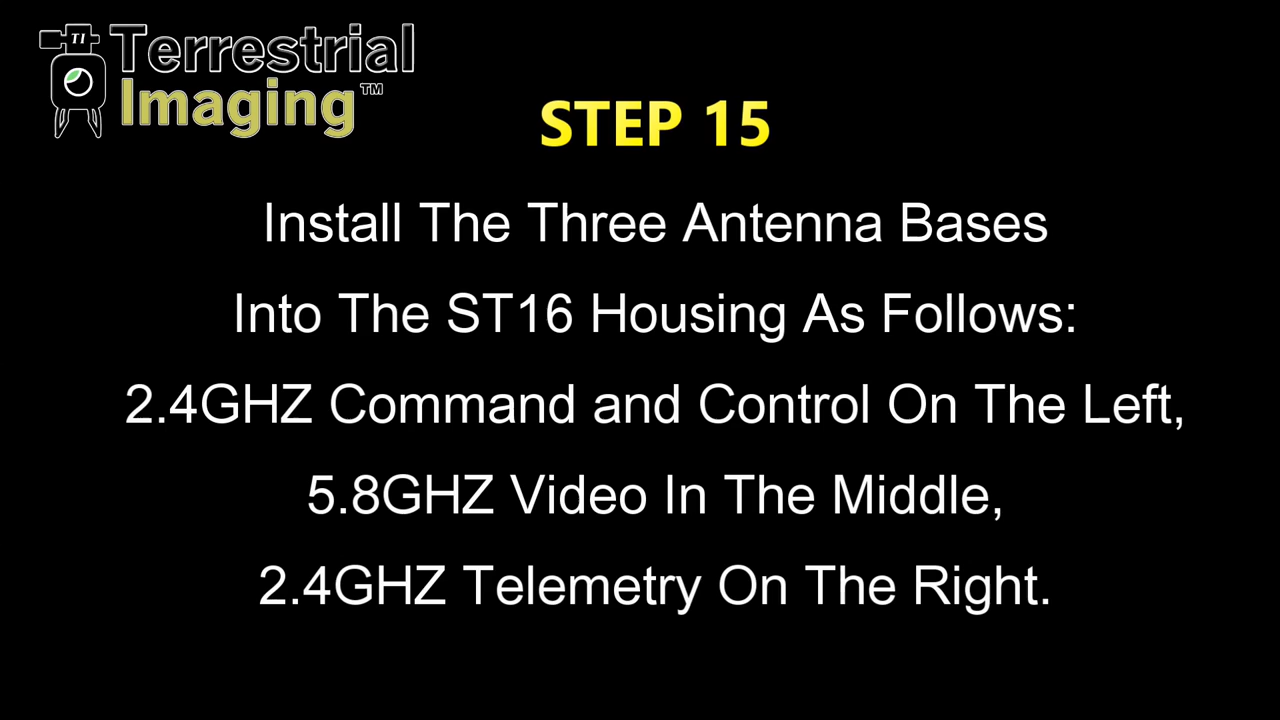 TI
Terrestrial
Imaging™
STEP 15
Install The Three Antenna Bases
Into The ST16 Housing As Follows:
2.4GHZ Command and Control On The Left,
5.8GHZ Video In The Middle,
2.4GHZ Telemetry On The Right.